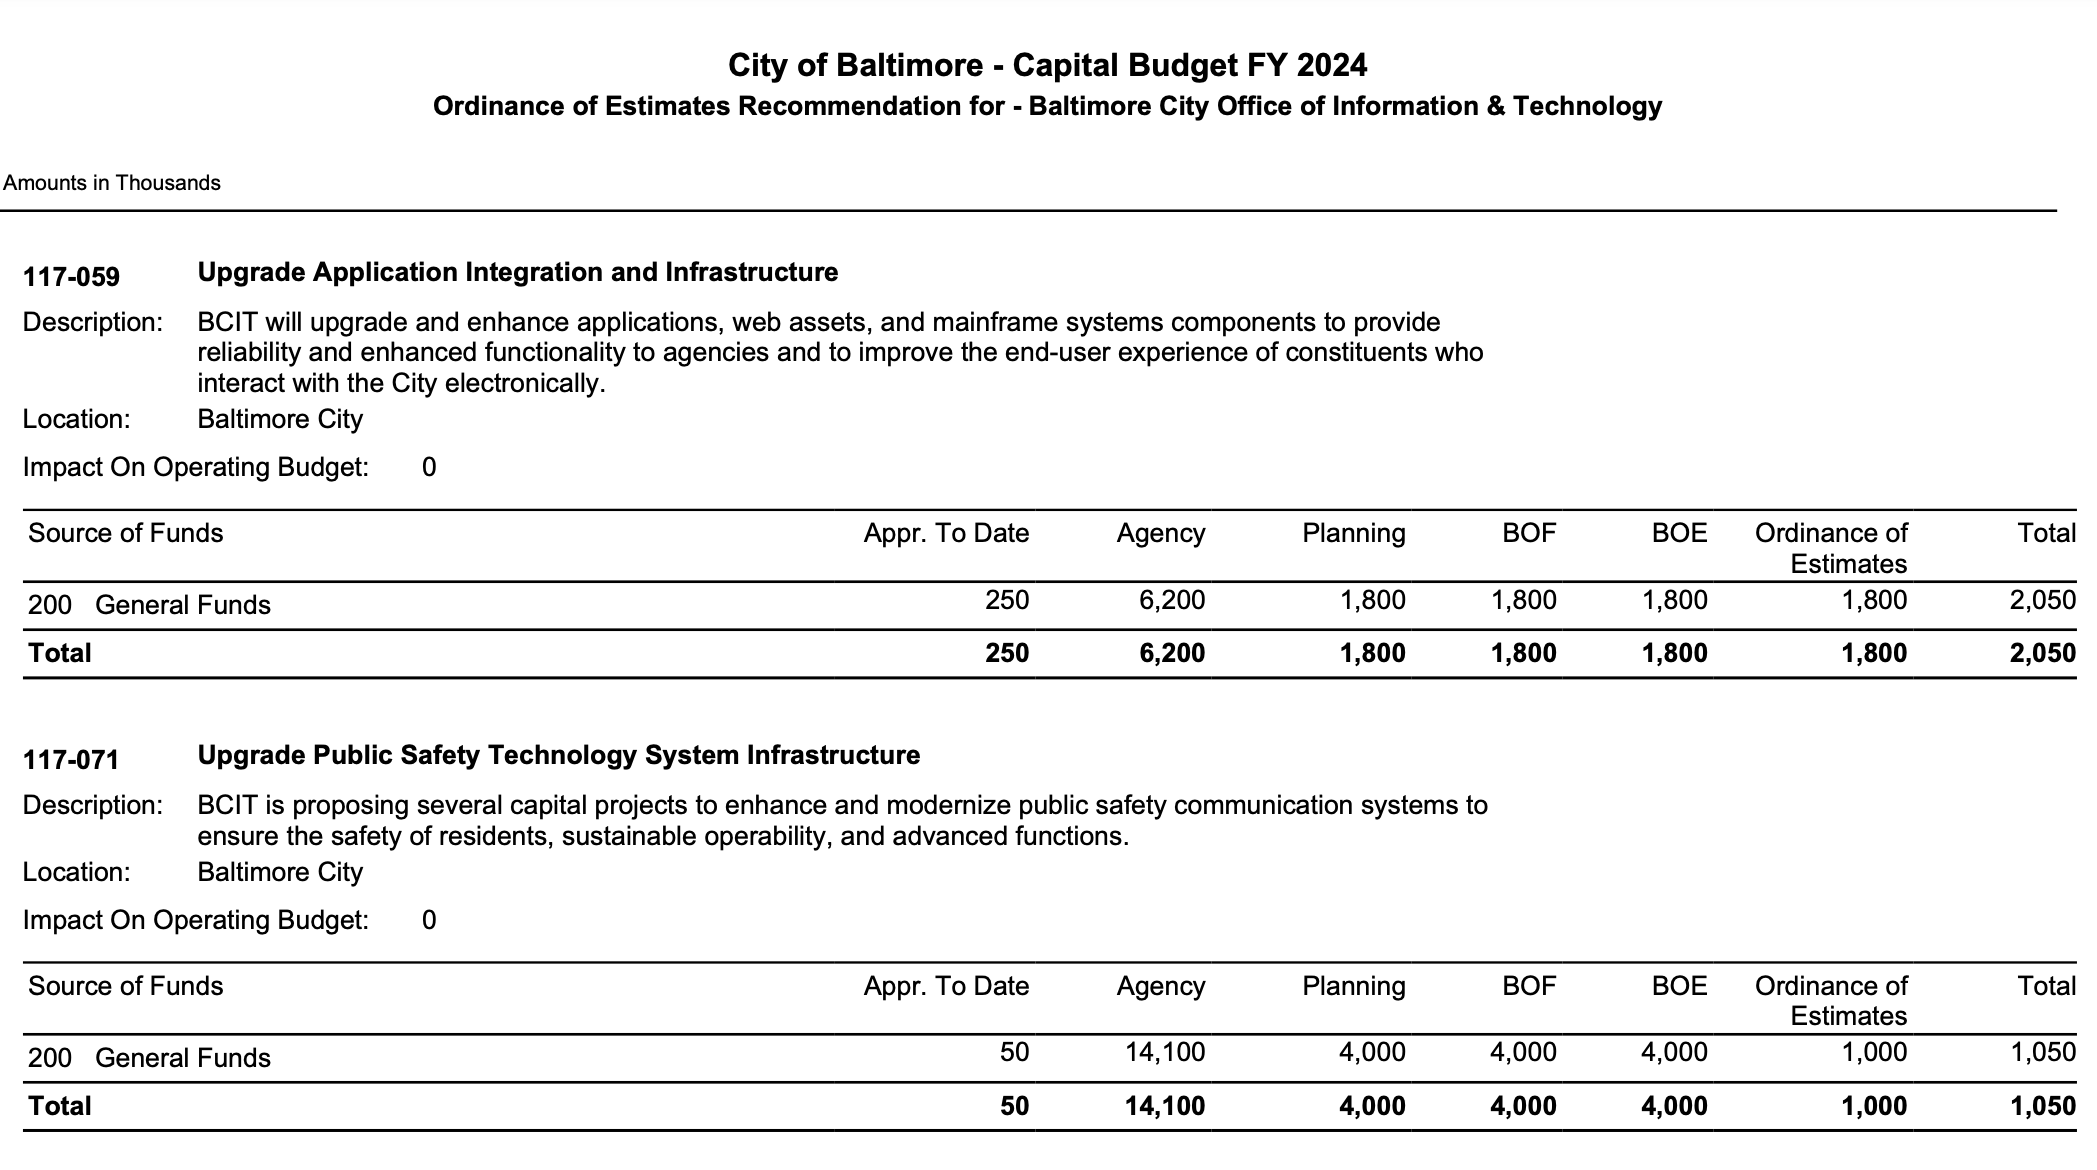 City of Baltimore - Capital Budget FY 2024
Ordinance of Estimates Recommendation for - Baltimore City Office of Information & Technology
Amounts in Thousands
117-059 Upgrade Application Integration and Infrastructure
Description: BCIT will upgrade and enhance applications, web assets, and mainframe systems components to provide
reliability and enhanced functionality to agencies and to improve the end-user experience of constituents who
interact with the City electronically.
Location: Baltimore City
Impact On Operating Budget: 0
Source of Funds Appr. To Date Agency Planning BOF BOE Ordinance of Total
Estimates
200 General Funds 250 6,200 1,800 1,800 1,800 1,800 2,050
Total 250 6,200 1,800 1,800 1,800 1,800 2,050
117-071 Upgrade Public Safety Technology System Infrastructure
Description: BCIT is proposing several capital projects to enhance and modernize public safety communication systems to
ensure the safety of residents, sustainable operability, and advanced functions.
Location: Baltimore City
Impact On Operating Budget: 0
Source of Funds Appr. To Date Agency Planning BOF BOE Ordinance of Total
Estimates
200 General Funds 50 14,100 4,000 4,000 4,000 1,000 1,050
Total 50 14,100 4,000 4,000 4,000 1,000 1,050